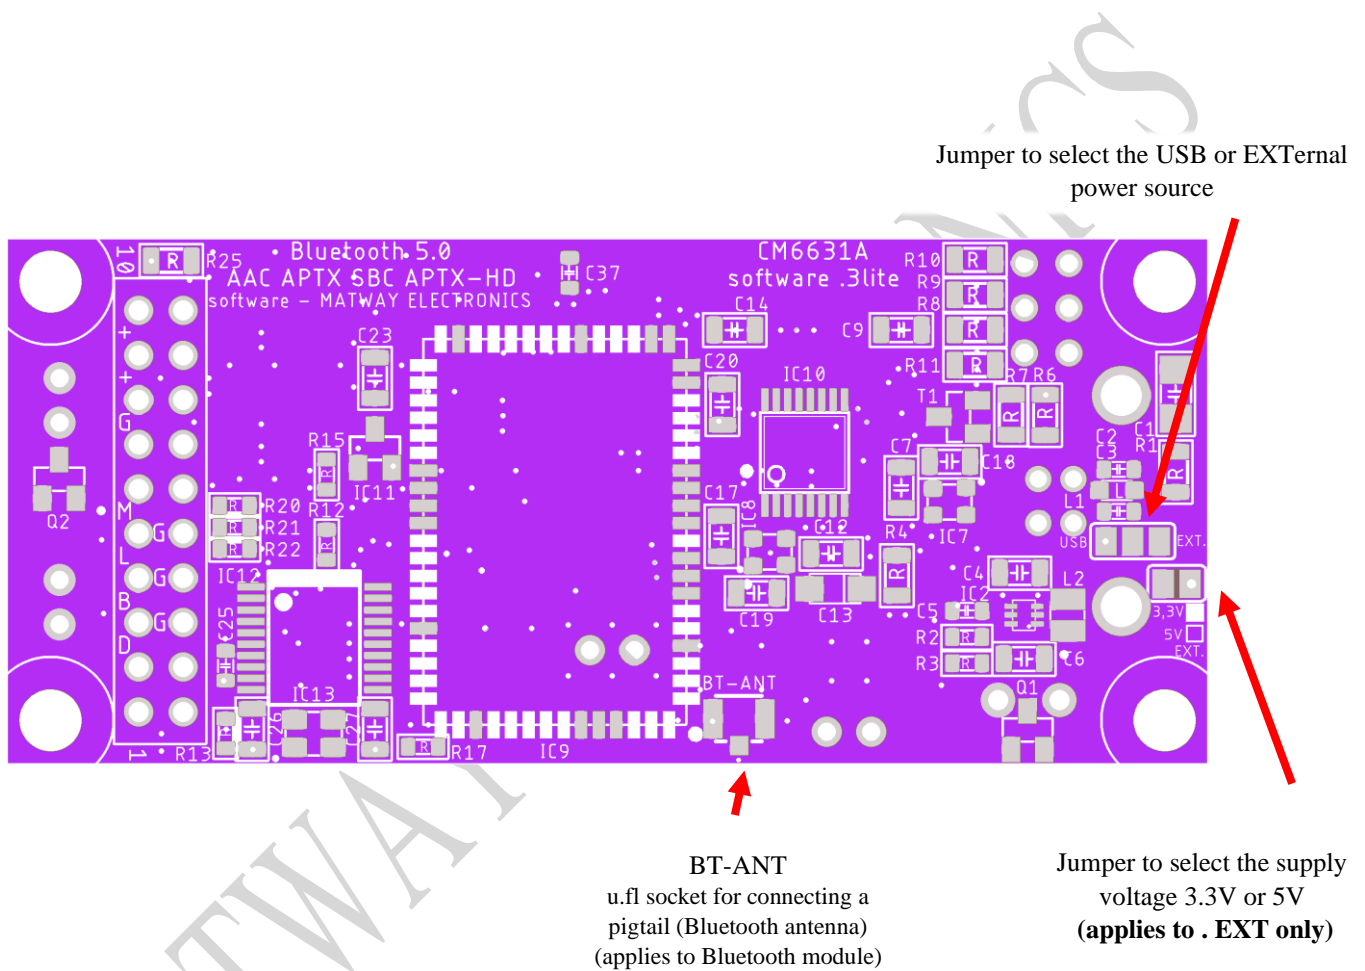 Jumper to select the USB or EXTernal
power source
10
R
R25
Bluetooth 5.0
AAC APTX SBC APTX-HD
software - MATWAY ELECTRONICS
C37
CM6631A
software .3lite
R10
R
R9
R
R8
R
R11
R
C14
C9
C23
C20
IC10
T1
R7
R6
R
R
C1
C2
C3
R1
R
L
L1
+
+
G
M
L
B
D
G
G
G
1
Q2
R15
R
IC11
R12
R
R
R20
R
R21
R
R22
IC12
C25
C17
IC8
C12
C7
C18
IC7
R4
R
USB
EXT.
C4
IC2
L2
C5
R2
R
R3
R
C6
3,3V
5V
EXT.
C19
C13
Q1
BT-ANT
IC13
R13
C26
C27
R
R17
IC9
BT-ANT
u.fl socket for connecting a
pigtail (Bluetooth antenna)
(applies to Bluetooth module)
Jumper to select the supply
voltage 3.3V or 5V
(applies to . EXT only)